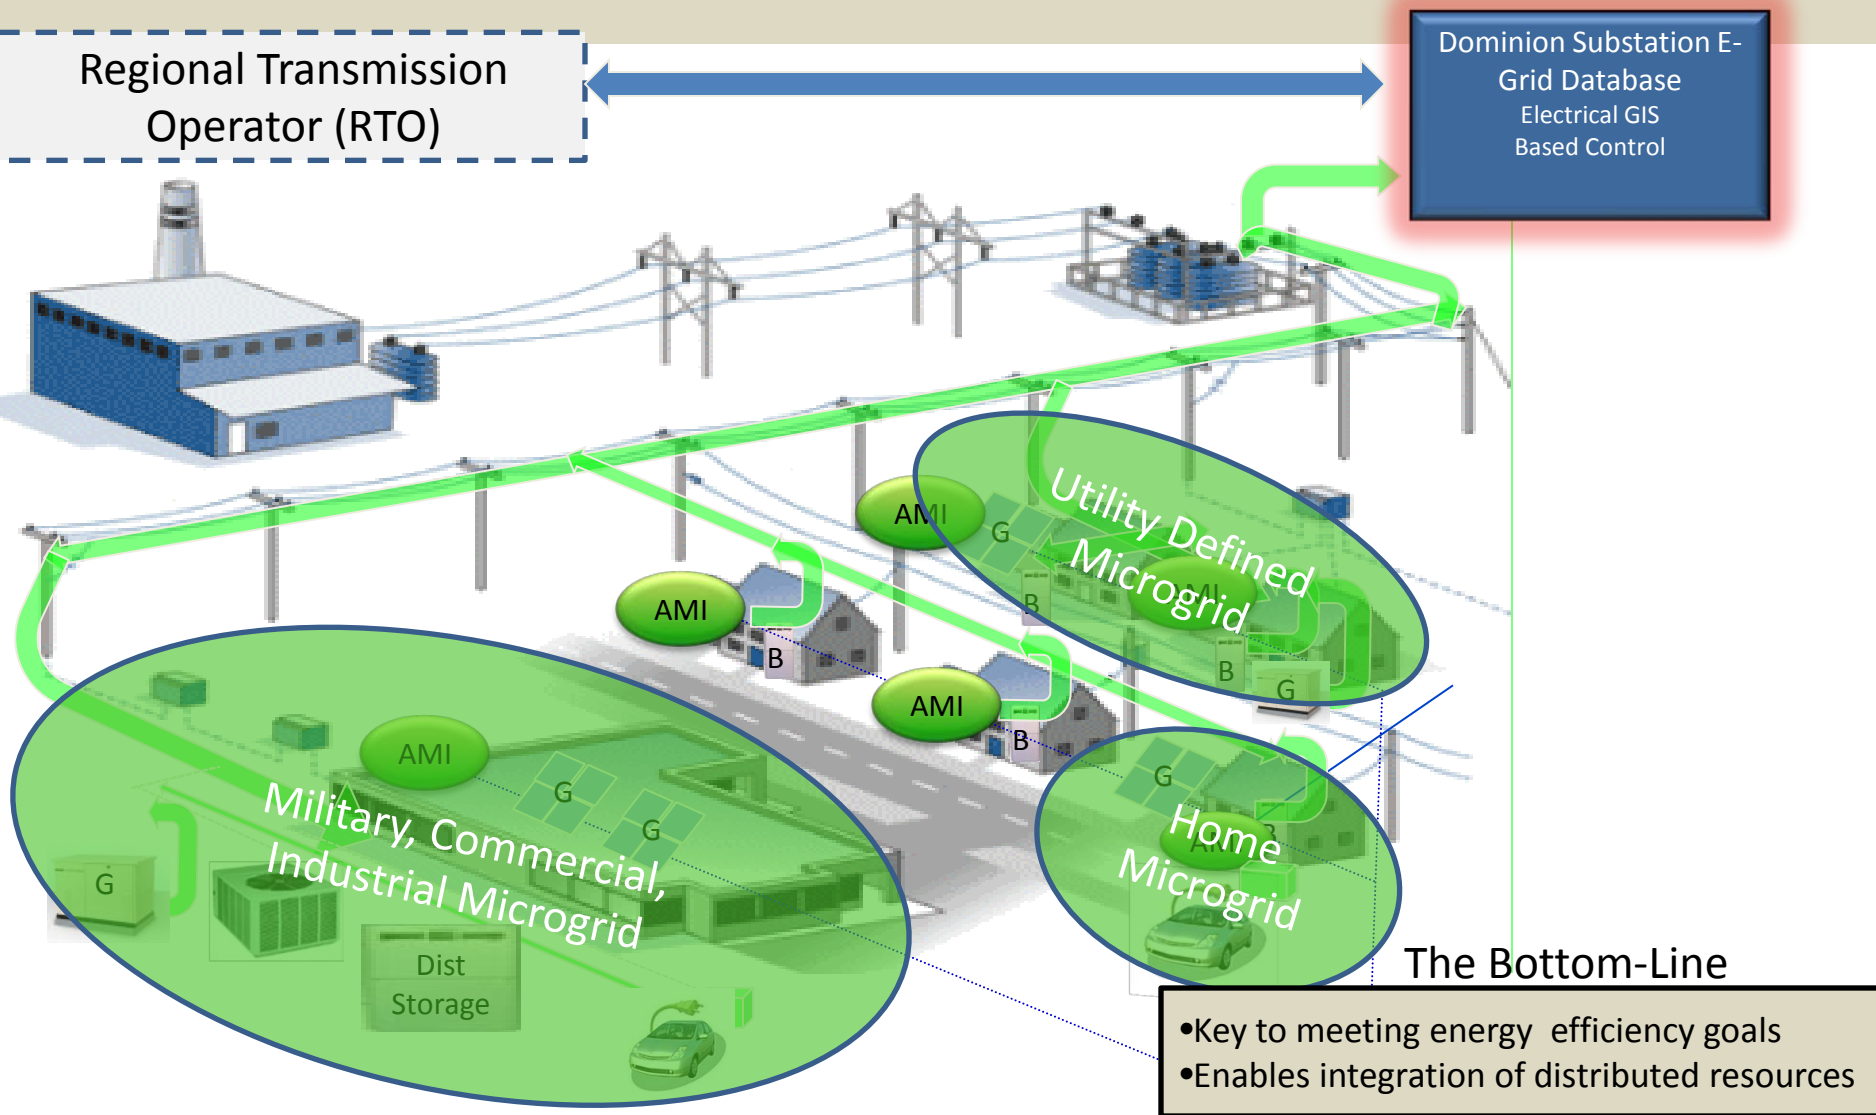 Regional Transmission
Operator (RTO)
Dominion Substation E-
Grid Database
Electrical GIS
Based Control
AMI
G
Utility Defined
Microgrid
AMI
B
B
G
AMI
B
AMI
B
AMI
G
G
Military, Commercial,
Industrial Microgrid
G
Dist
Storage
G
Home
Microgrid
AMI
B
The Bottom-Line
•Key to meeting energy  efficiency goals
•Enables integration of distributed resources